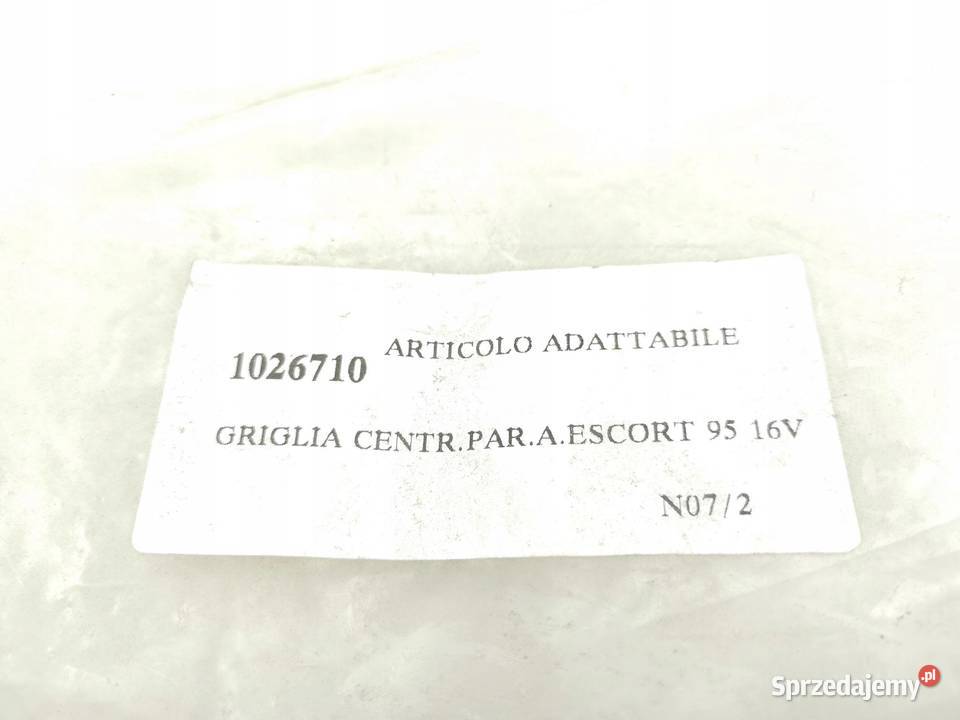 ARTICOLO ADATTABILE
1026710
GRIGLIA CENTR.PAR.A.ESCORT 95 16V
N07/2
Sprzedajemy.pl